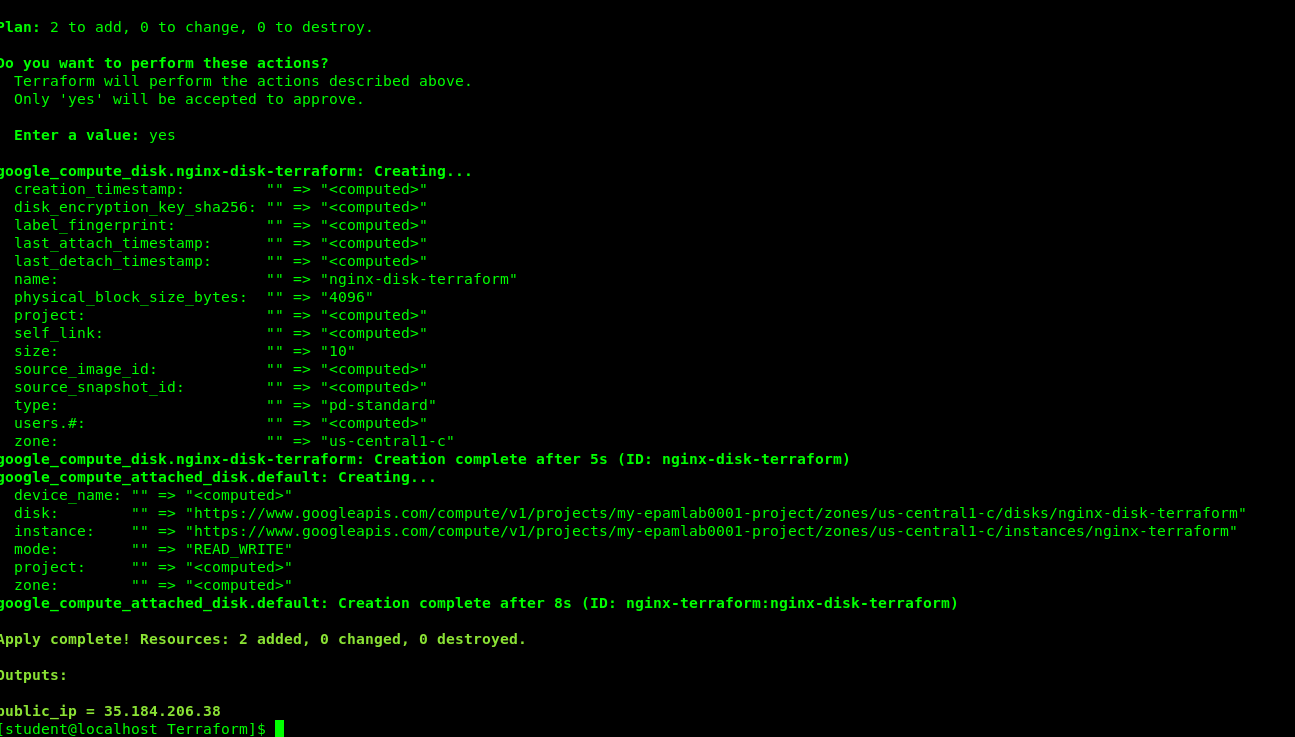 Plan: 2 to add, 0 to change, 0 to destroy.
Do you want to perform these actions?
  Terraform will perform the actions described above.
  Only 'yes' will be accepted to approve.
  Enter a value: yes
google_compute_disk.nginx-disk-terraform: Creating...
  creation_timestamp:         "" => "<computed>"
  disk_encryption_key_sha256: "" => "<computed>"
  label_fingerprint:          "" => "<computed>"
  last_attach_timestamp:      "" => "<computed>"
  last_detach_timestamp:      "" => "<computed>"
  name:                       "" => "nginx-disk-terraform"
  physical_block_size_bytes:  "" => "4096"
  project:                    "" => "<computed>"
  self_link:                  "" => "<computed>"
  size:                       "" => "10"
  source_image_id:            "" => "<computed>"
  source_snapshot_id:         "" => "<computed>"
  type:                       "" => "pd-standard"
  users.#:                    "" => "<computed>"
  zone:                       "" => "us-central1-c"
google_compute_disk.nginx-disk-terraform: Creation complete after 5s (ID: nginx-disk-terraform)
google_compute_attached_disk.default: Creating...
  device_name: "" => "<computed>"
  disk:        "" => "https://www.googleapis.com/compute/v1/projects/my-epamlab0001-project/zones/us-central1-c/disks/nginx-disk-terraform"
  instance:    "" => "https://www.googleapis.com/compute/v1/projects/my-epamlab0001-project/zones/us-central1-c/instances/nginx-terraform"
  mode:        "" => "READ_WRITE"
  project:     "" => "<computed>"
  zone:        "" => "<computed>"
google_compute_attached_disk.default: Creation complete after 8s (ID: nginx-terraform:nginx-disk-terraform)
Apply complete! Resources: 2 added, 0 changed, 0 destroyed.
Outputs:
public_ip = 35.184.206.38
[student@localhost Terraform]$